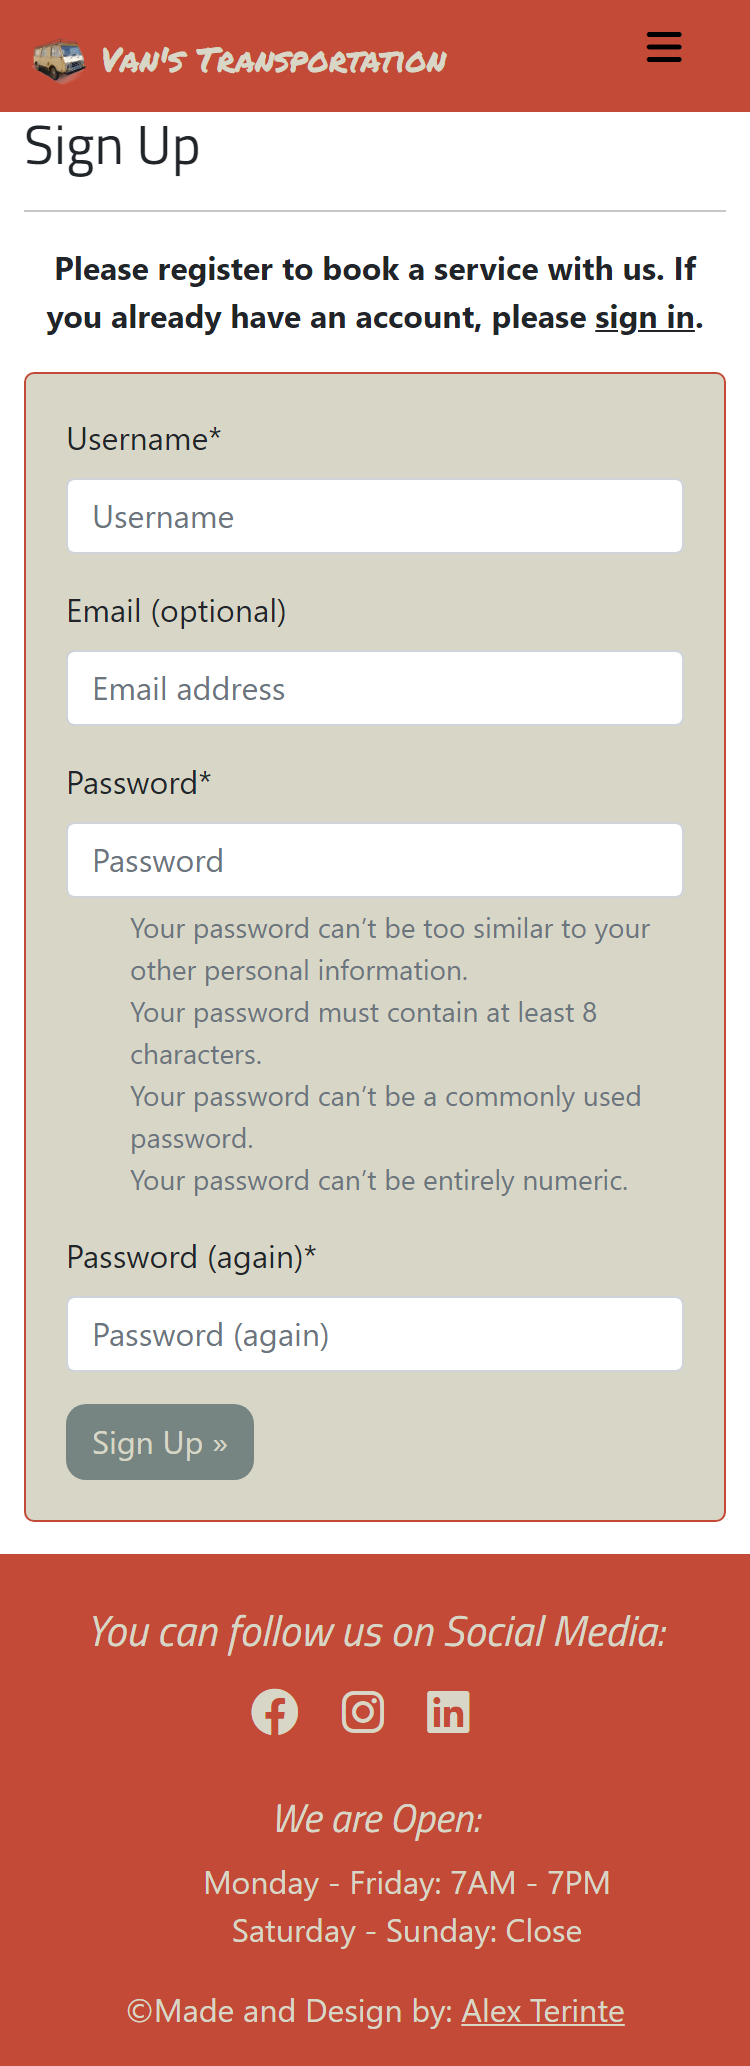 Van's Transportation
Sign Up
Please register to book a service with us. If
you already have an account, please sign in.
Username*
Username
Email (optional)
Email address
Password*
Password
Your password can’t be too similar to your
other personal information.
Your password must contain at least 8
characters.
Your password can’t be a commonly used
password.
Your password can’t be entirely numeric.
Password (again)*
Password (again)
Sign Up »
You can follow us on Social Media:
We are Open:
Monday - Friday: 7AM - 7PM
Saturday - Sunday: Close
©Made and Design by: Alex Terinte